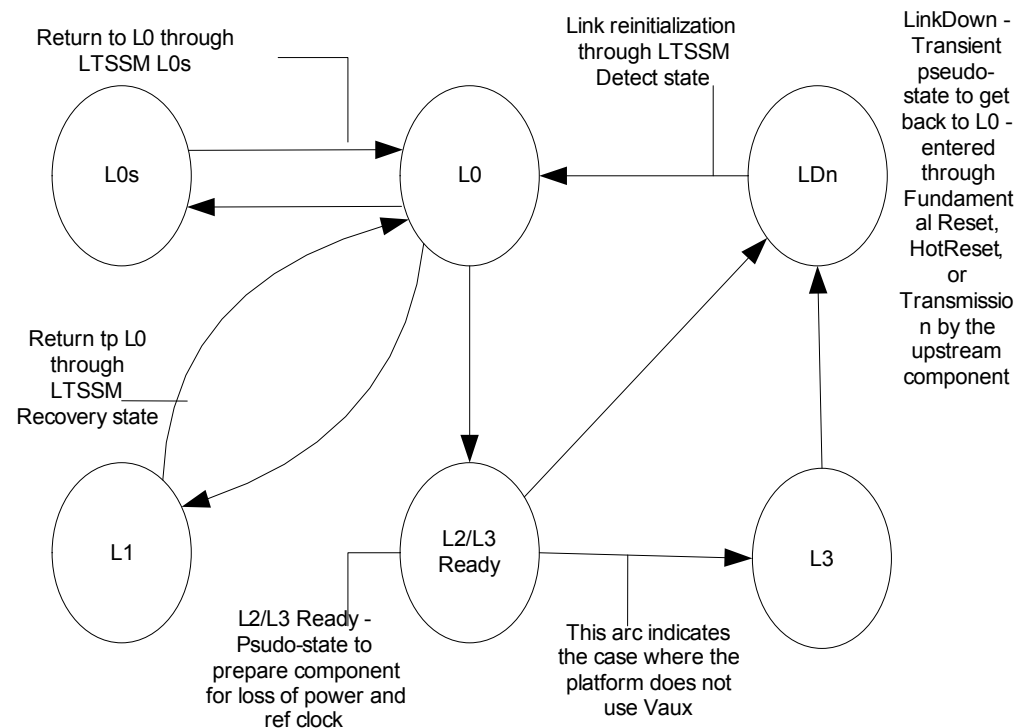 Return to L0 through
LTSSM L0s
Link reinitialization
through LTSSM
Detect state
LinkDown -
Transient
pseudo-
state to get
back to L0 -
entered
through
Fundament
al Reset,
HotReset,
or
Transmissio
n by the
upstream
component
L0s
L0
LDn
Return tp L0
through
LTSSM
Recovery state
L1
L2/L3
Ready
L3
L2/L3 Ready -
Psudo-state to
prepare component
for loss of power and
ref clock
This arc indicates
the case where the
platform does not
use Vaux